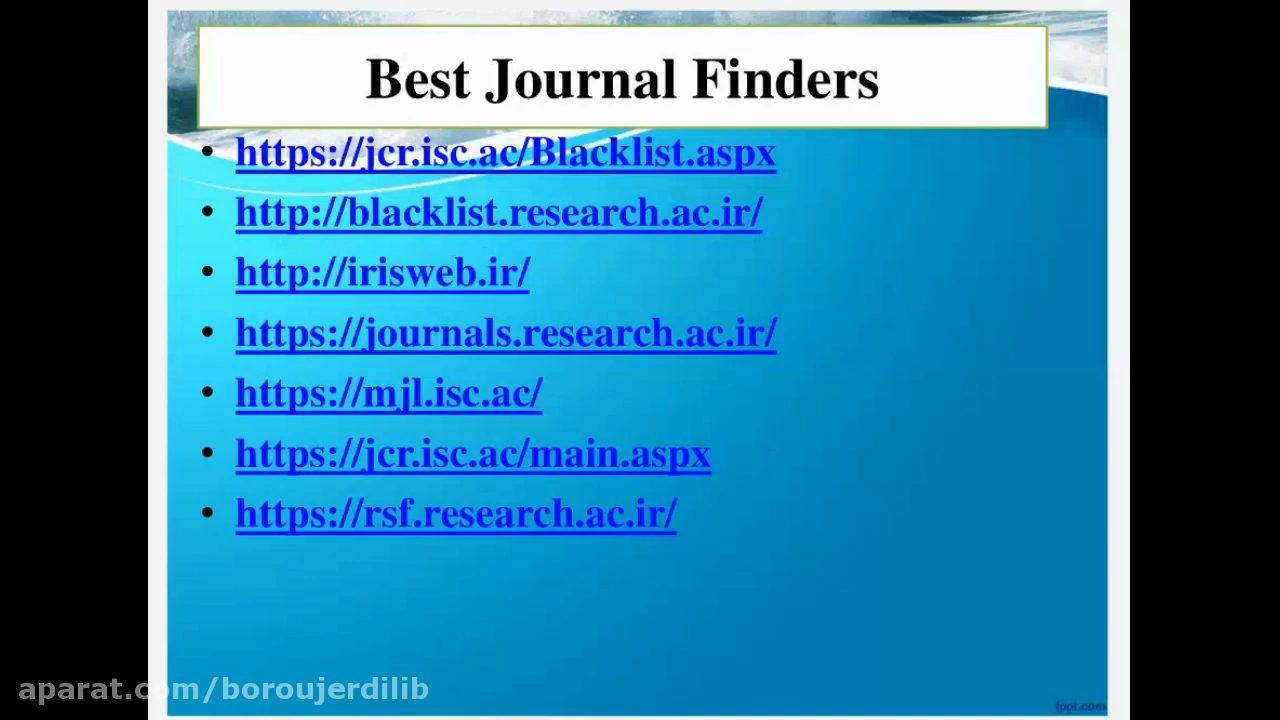 Best Journal Finders
• https://jcr.isc.ac/Blacklist.aspx
• http://blacklist.research.ac.ir/
• http://irisweb.ir/
• https://journals.research.ac.ir/
• https://mjl.isc.ac/
• https://jcr.isc.ac/main.aspx
• https://rsf.research.ac.ir/
aparat.com/boroujerdilib
fppt.com